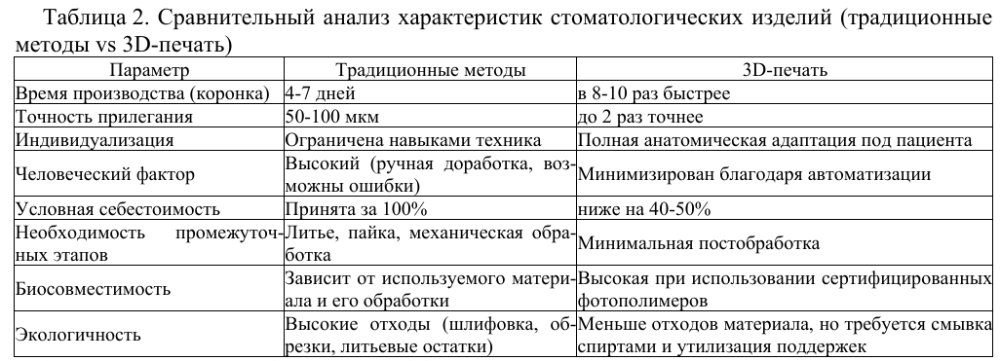 Таблица 2. Сравнительный анализ характеристик стоматологических изделий (традиционные
методы vs 3D-печать)
Параметр Традиционные методы 3D-печать
Время производства (коронка) 4-7 дней в 8-10 раз быстрее
Точность прилегания 50-100 мкм до 2 раз точнее
Индивидуализация Ограничена навыками техника Полная анатомическая адаптация под пациента
Человеческий фактор
Высокий (ручная доработка, воз-
можны ошибки)
Минимизирован благодаря автоматизации
Условная себестоимость Принята за 100% ниже на 40-50%
Необходимость промежуточ-
ных этапов
Литье, пайка, механическая обра-
ботка
Минимальная постобработка
Биосовместимость
Зависит от используемого матери-
ала и его обработки
Высокая при использовании сертифицированных
фотополимеров
Экологичность
Высокие отходы (шлифовка, об-
резки, литьевые остатки)
Меньше отходов материала, но требуется смывка
спиртами и утилизация поддержек